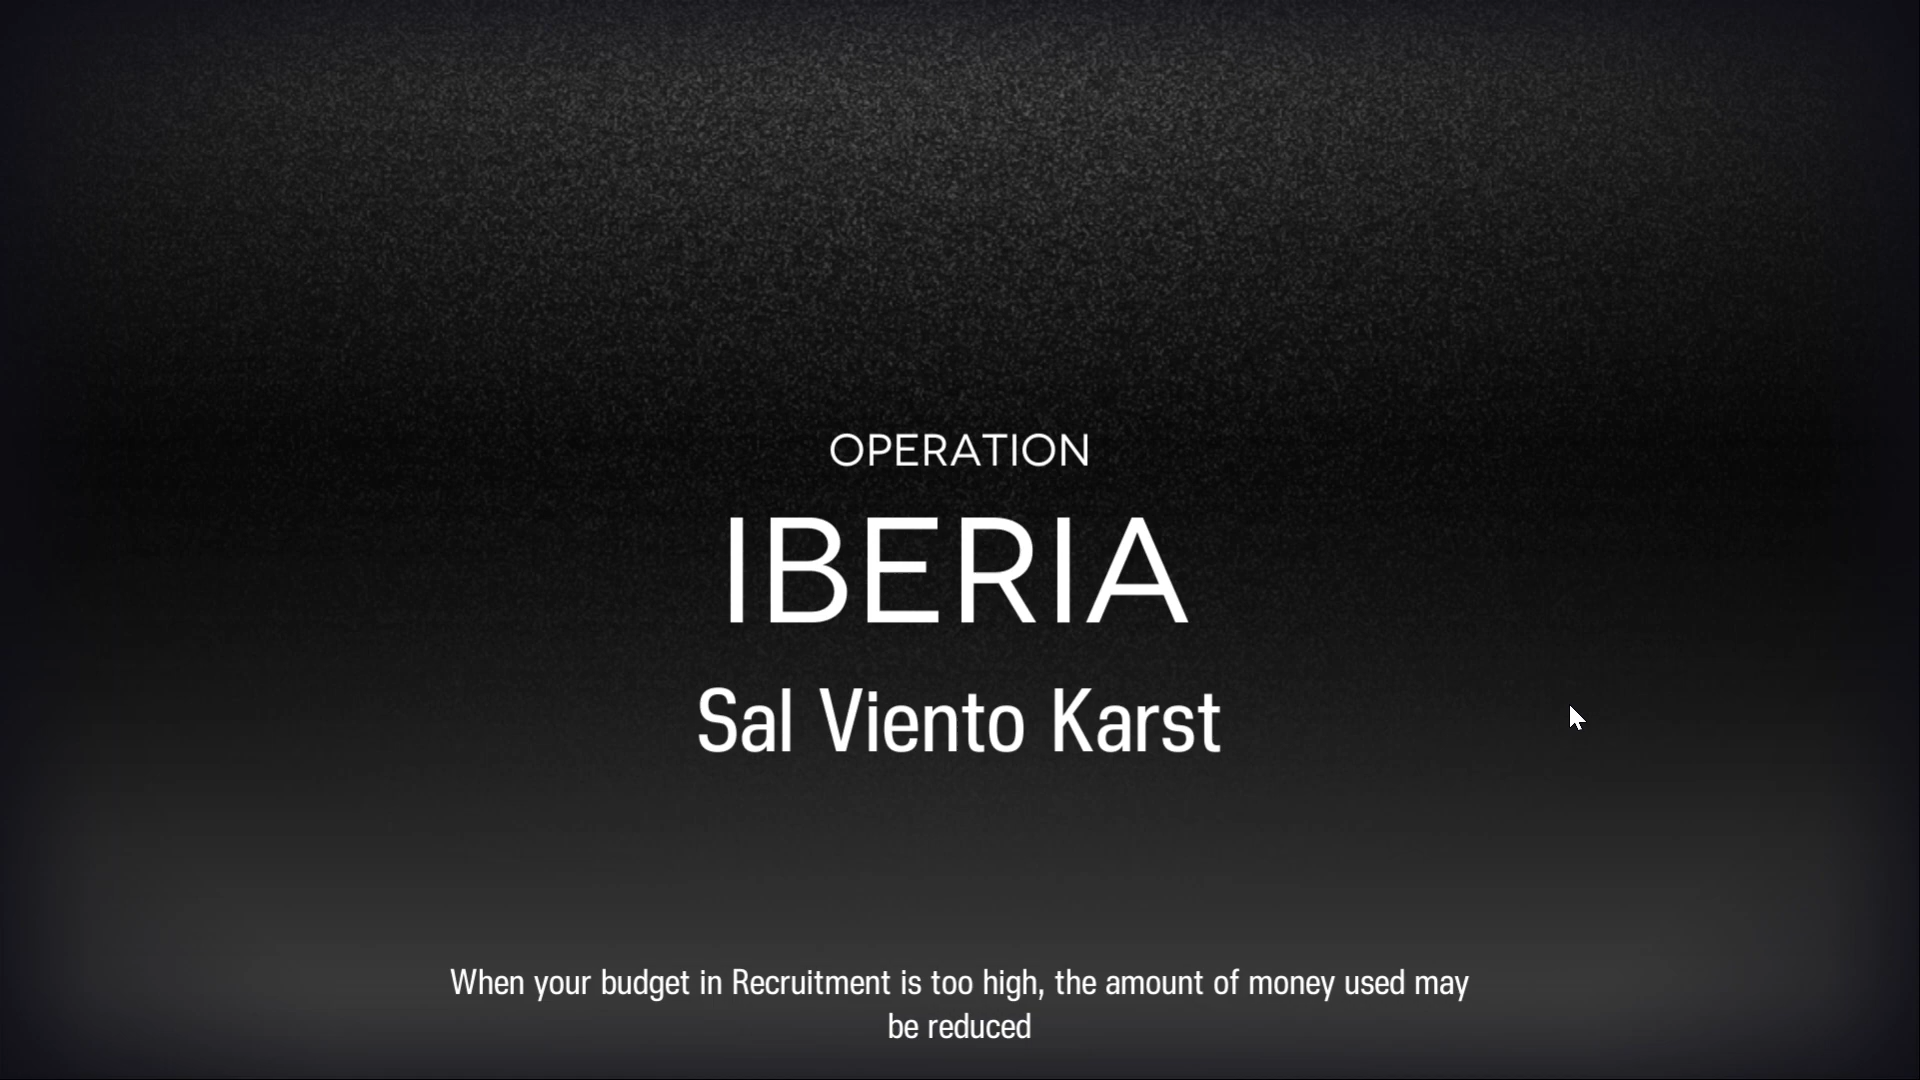 OPERATION
IBERIA
Sal Viento Karst
When your budget in Recruitment is too high, the amount of money used may
be reduced